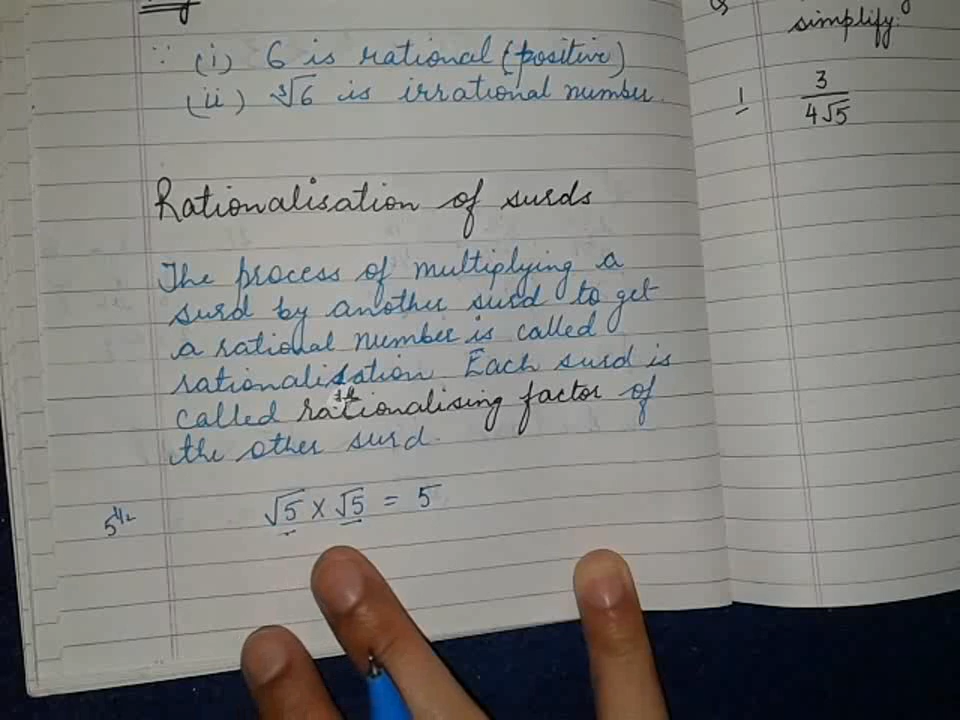 ∵ (i) 6 is rational (positive)
(ii) ∛6 is irrational number.
Rationalisation of surds
The process of multiplying a
surd by another surd to get
a rational number is called
rationalisation. Each surd is
called rationalising factor of
the other surd.
5^1/2
√5 × √5 = 5
simplify:
1 3/4√5